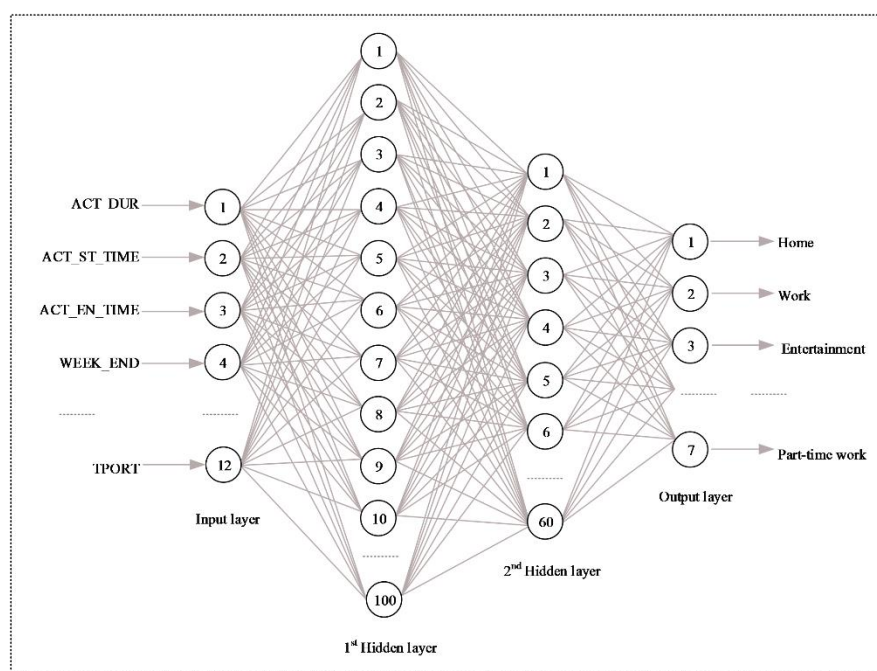 ACT_DUR
ACT_ST_TIME
ACT_EN_TIME
WEEK_END
TPORT
1
2
3
4
12
Input layer
1
2
3
4
5
6
7
8
9
10
100
1st Hidden layer
1
2
3
4
5
6
60
2nd Hidden layer
1
2
3
7
Output layer
Home
Work
Entertainment
Part-time work